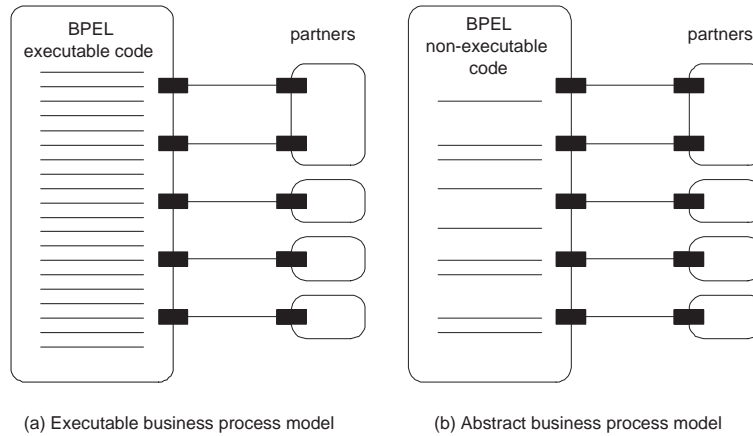 BPEL
executable code
partners
BPEL
non-executable
code
partners
(a) Executable business process model
(b) Abstract business process model